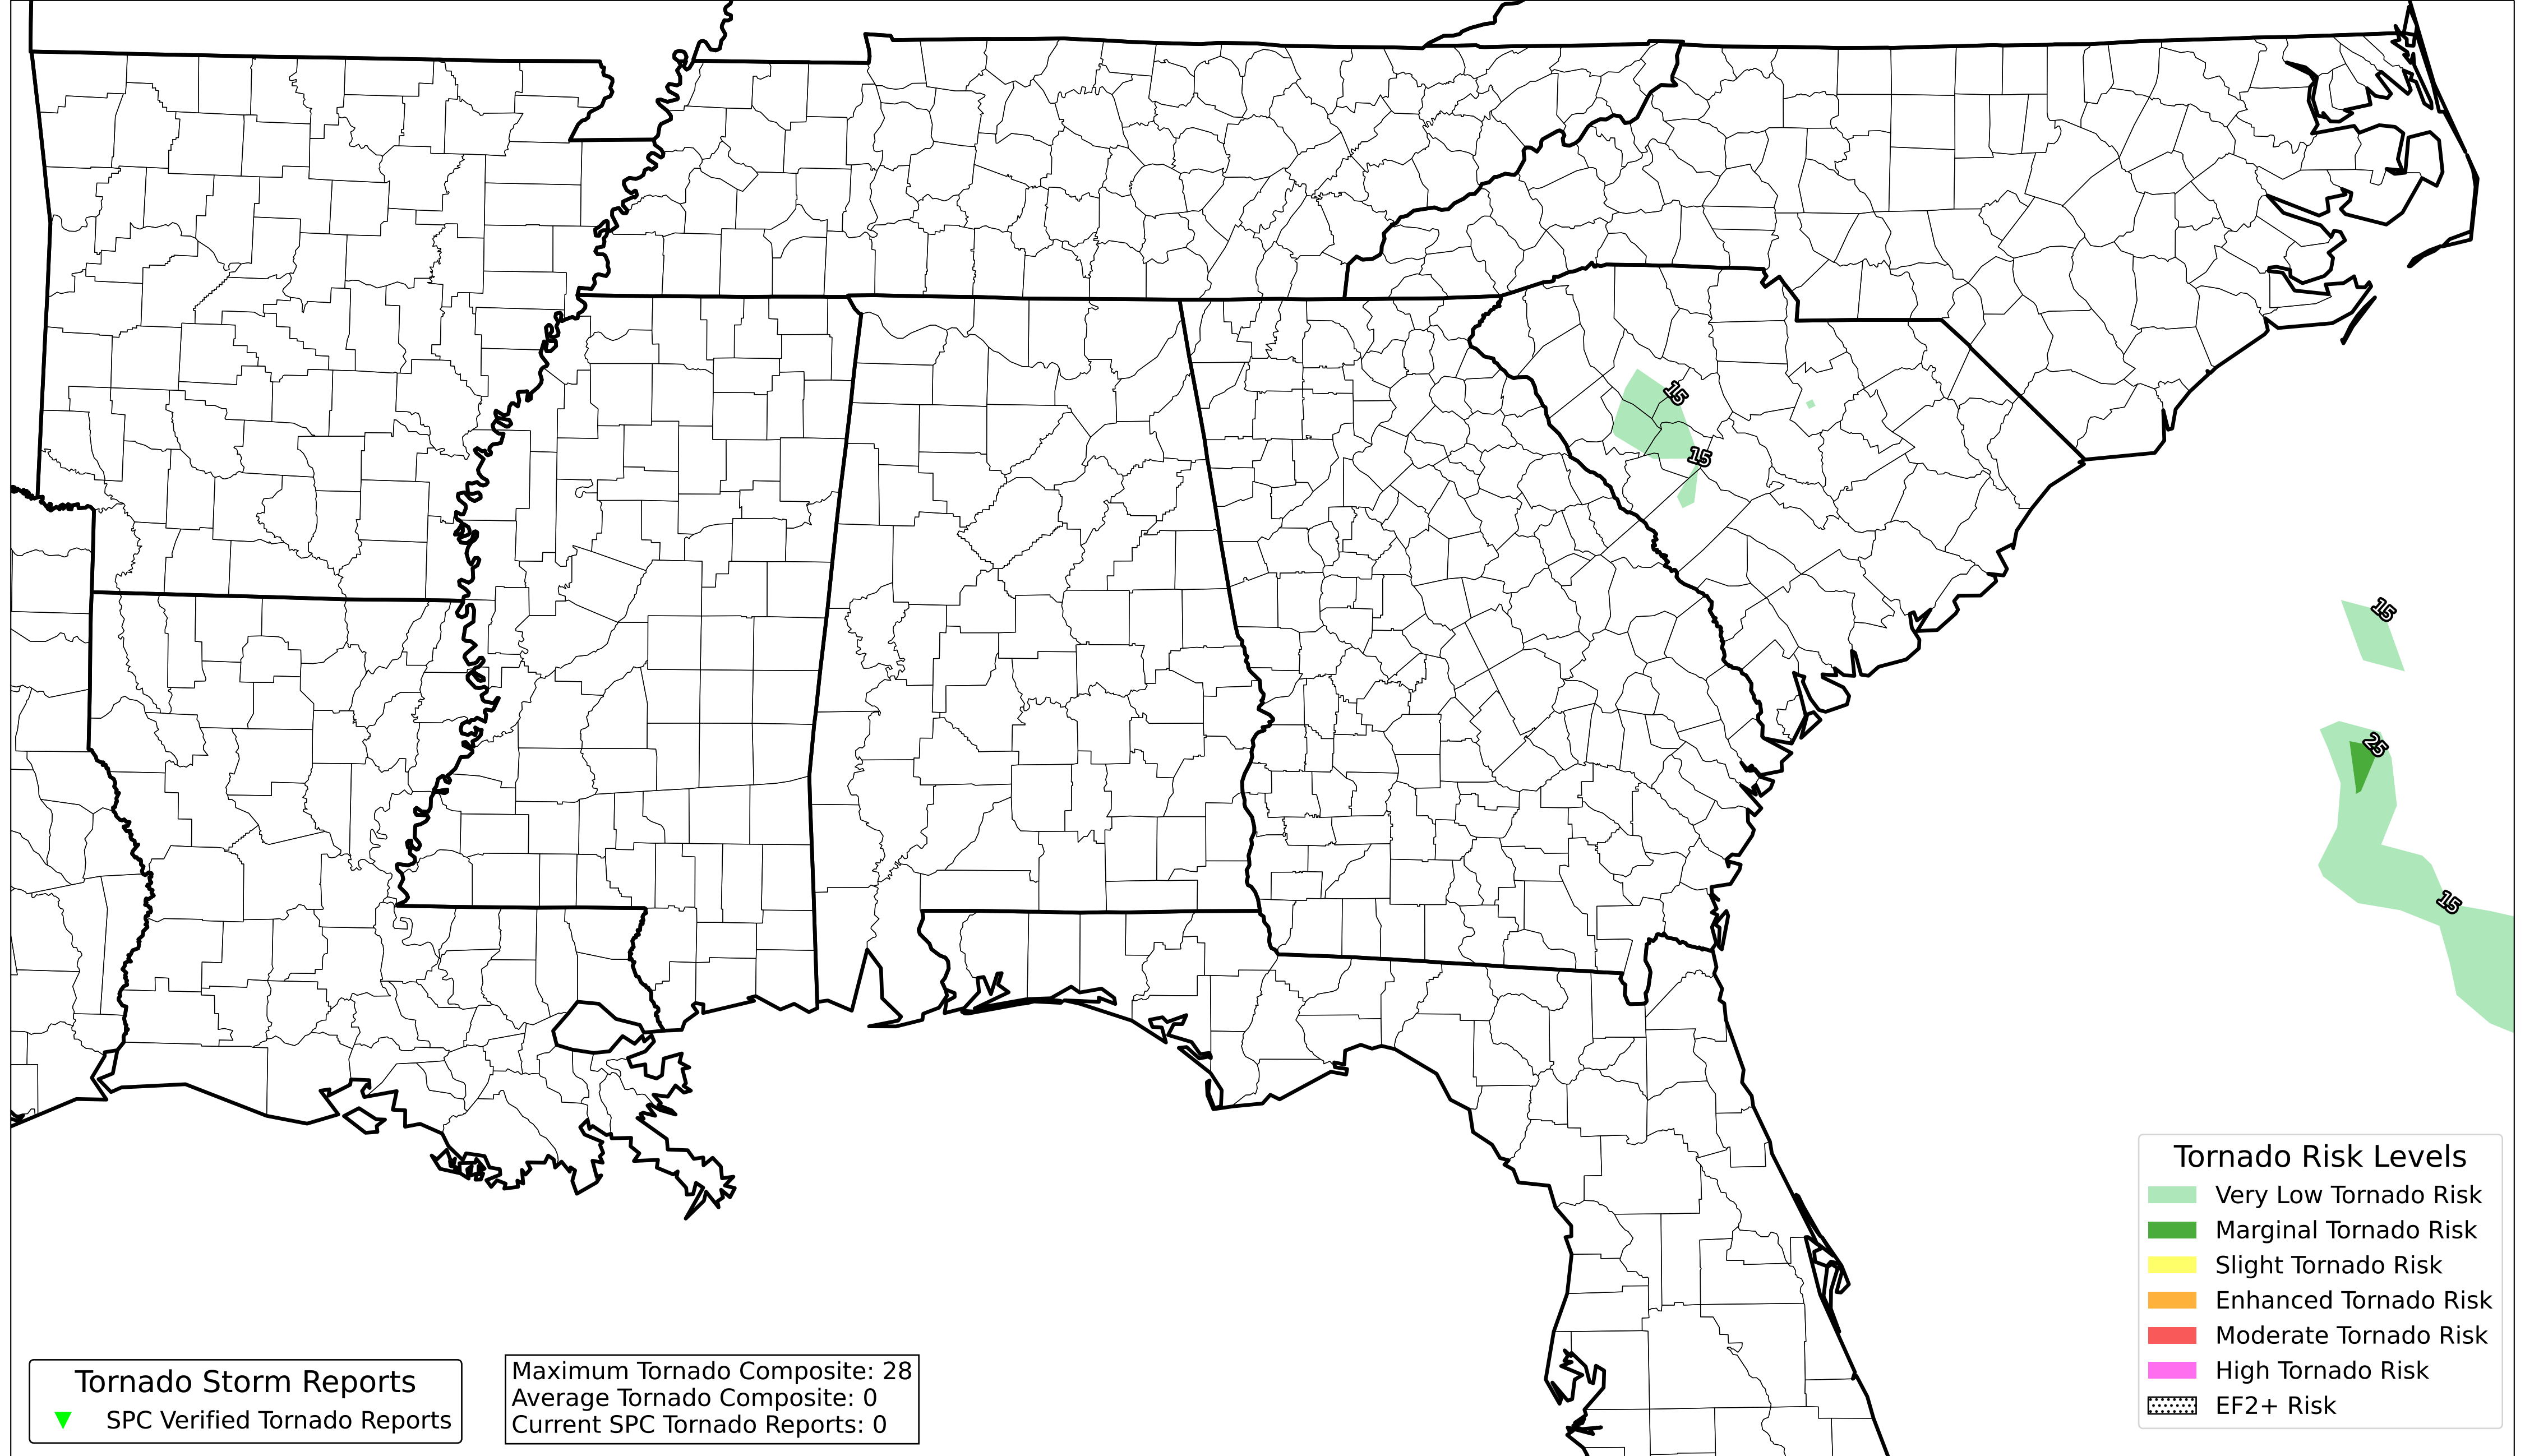 15
15
15
25
15
Tornado Risk Levels
Very Low Tornado Risk
Marginal Tornado Risk
Slight Tornado Risk
Enhanced Tornado Risk
Moderate Tornado Risk
High Tornado Risk
EF2+ Risk
Tornado Storm Reports
SPC Verified Tornado Reports
Maximum Tornado Composite: 28
Average Tornado Composite: 0
Current SPC Tornado Reports: 0